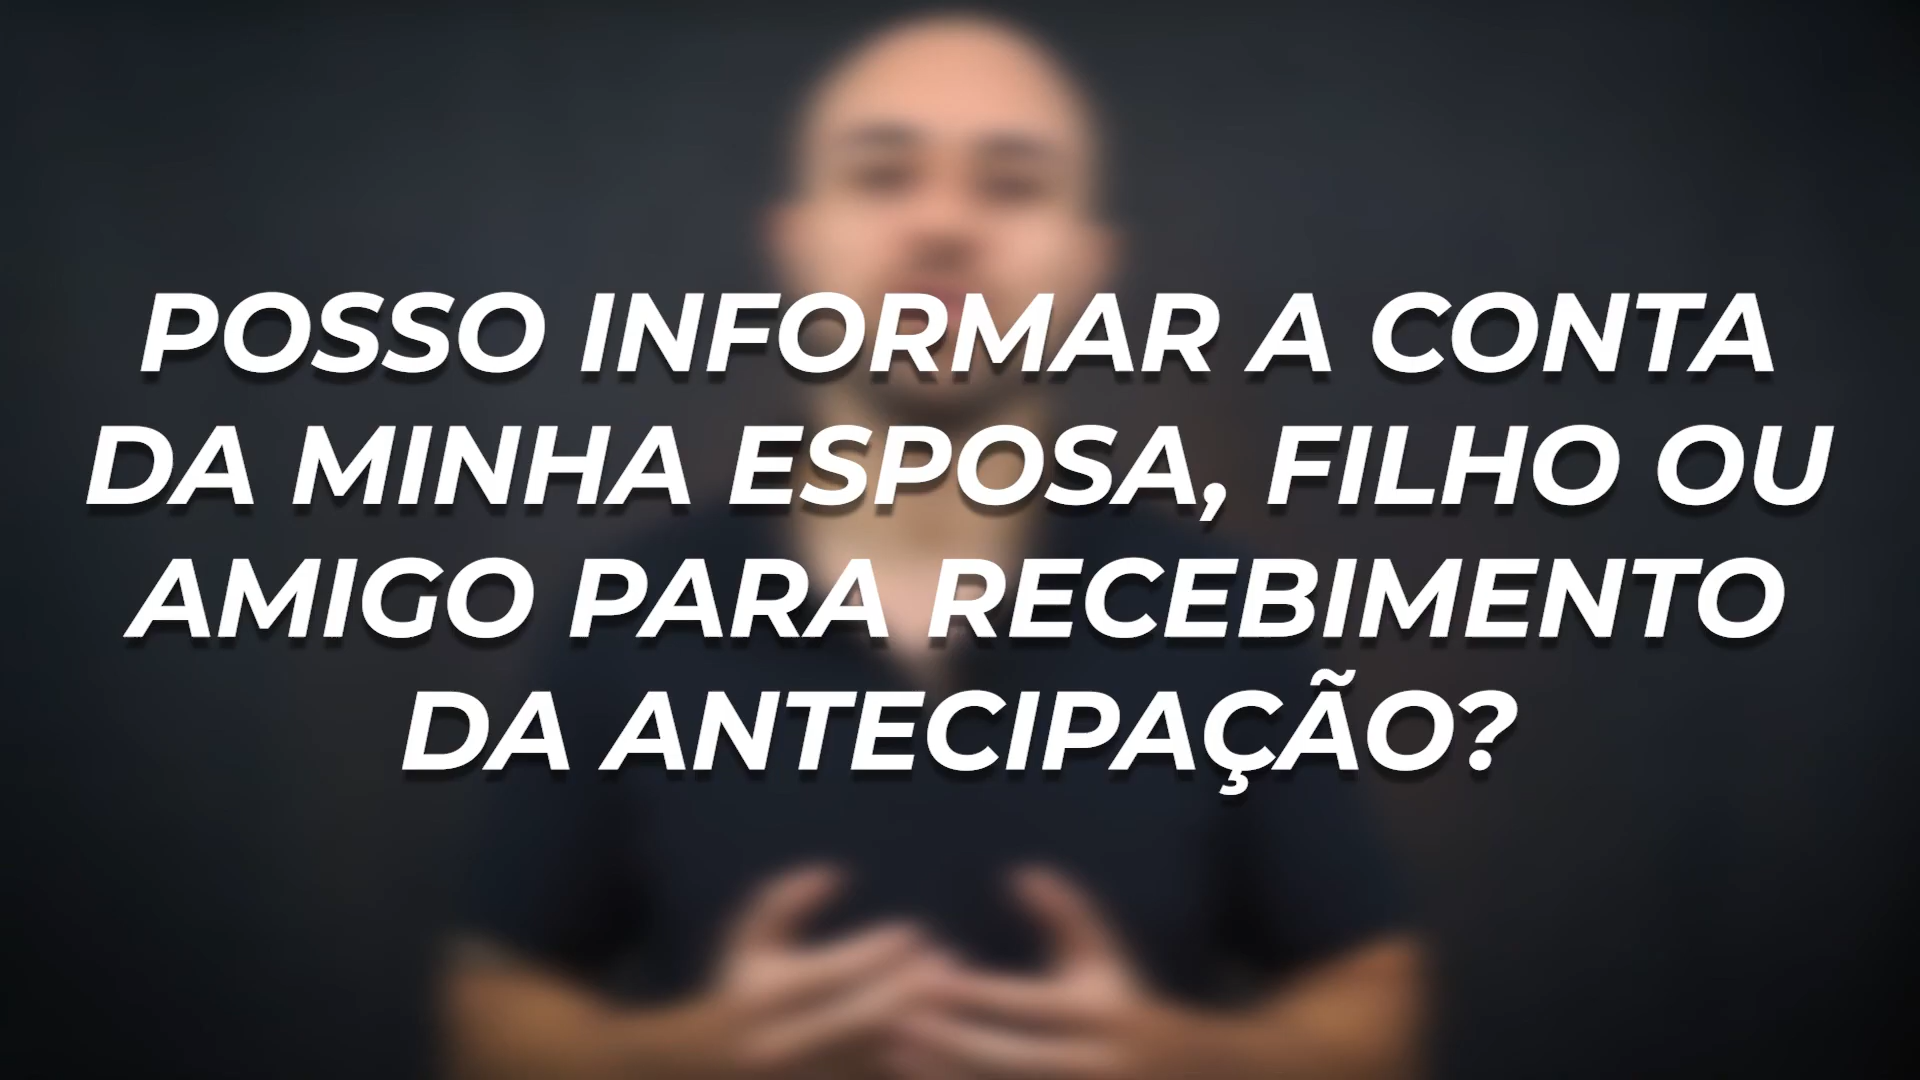 POSSO INFORMAR A CONTA
DA MINHA ESPOSA, FILHO OU
AMIGO PARA RECEBIMENTO
DA ANTECIPAÇÃO?